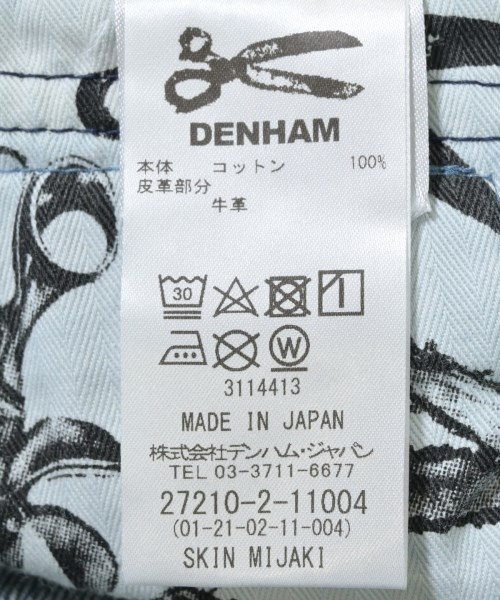 DENHAM
本体 コットン 100%
皮革部分
牛革
30
W
3114413
MADE IN JAPAN
株式会社デンハム・ジャパン
TEL 03-3711-6677
27210-2-11004
(01-21-02-11-004)
SKIN MIJAKI